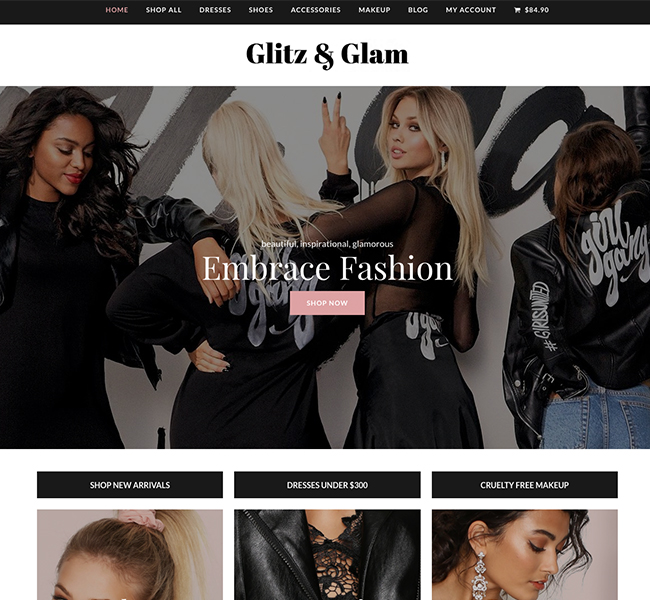 HOME SHOP ALL DRESSES SHOES ACCESSORIES MAKEUP BLOG MY ACCOUNT $84.90
Glitz & Glam
beautiful, inspirational, glamorous
Embrace Fashion
SHOP NOW
girl
gang
#GIRLSUNITED
SHOP NEW ARRIVALS
DRESSES UNDER $300
CRUELTY FREE MAKEUP